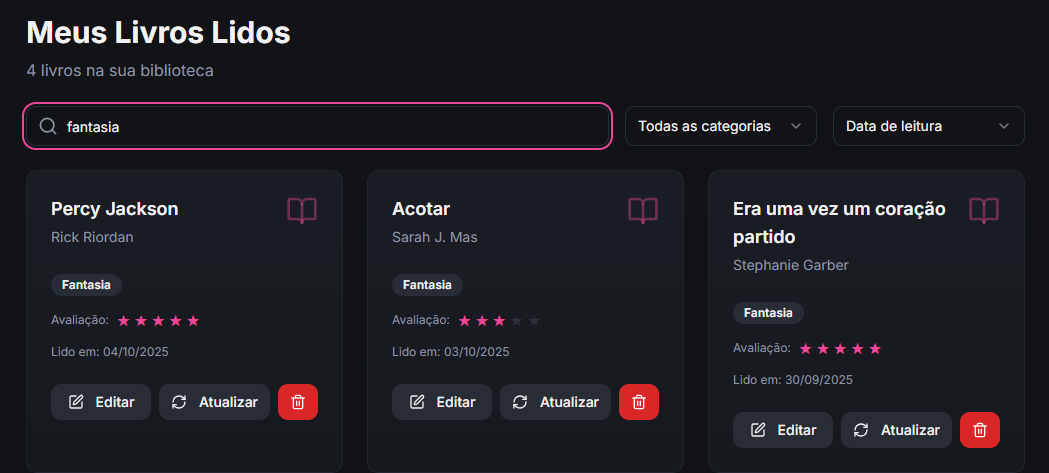 Meus Livros Lidos
4 livros na sua biblioteca
fantasia
Todas as categorias
Data de leitura
Percy Jackson
Rick Riordan
Fantasia
Avaliação:
Lido em: 04/10/2025
Editar
Atualizar
Acotar
Sarah J. Mas
Fantasia
Avaliação:
Lido em: 03/10/2025
Editar
Atualizar
Era uma vez um coração
partido
Stephanie Garber
Fantasia
Avaliação:
Lido em: 30/09/2025
Editar
Atualizar